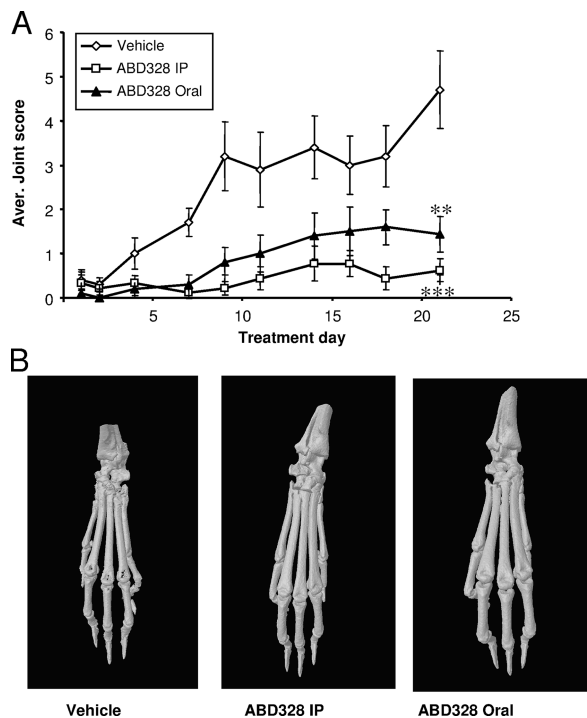 A
6
5
4
3
2
1
0
Aver. Joint score
Vehicle
ABD328 IP
ABD328 Oral
**
***
5
10
15
20
25
Treatment day
B
Vehicle
ABD328 IP
ABD328 Oral